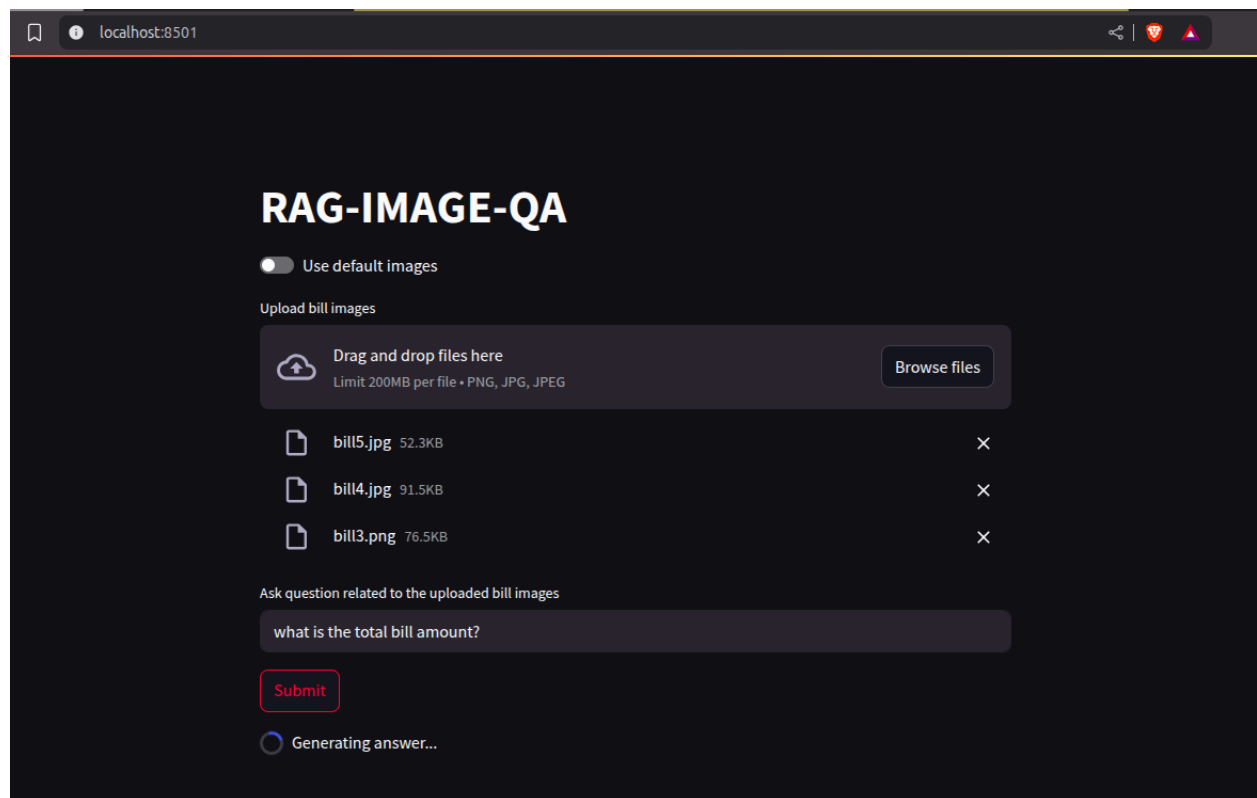 localhost:8501
RAG-IMAGE-QA
Use default images
Upload bill images
Drag and drop files here
Limit 200MB per file • PNG, JPG, JPEG
Browse files
bill5.jpg 52.3KB
bill4.jpg 91.5KB
bill3.png 76.5KB
Ask question related to the uploaded bill images
what is the total bill amount?
Submit
Generating answer...